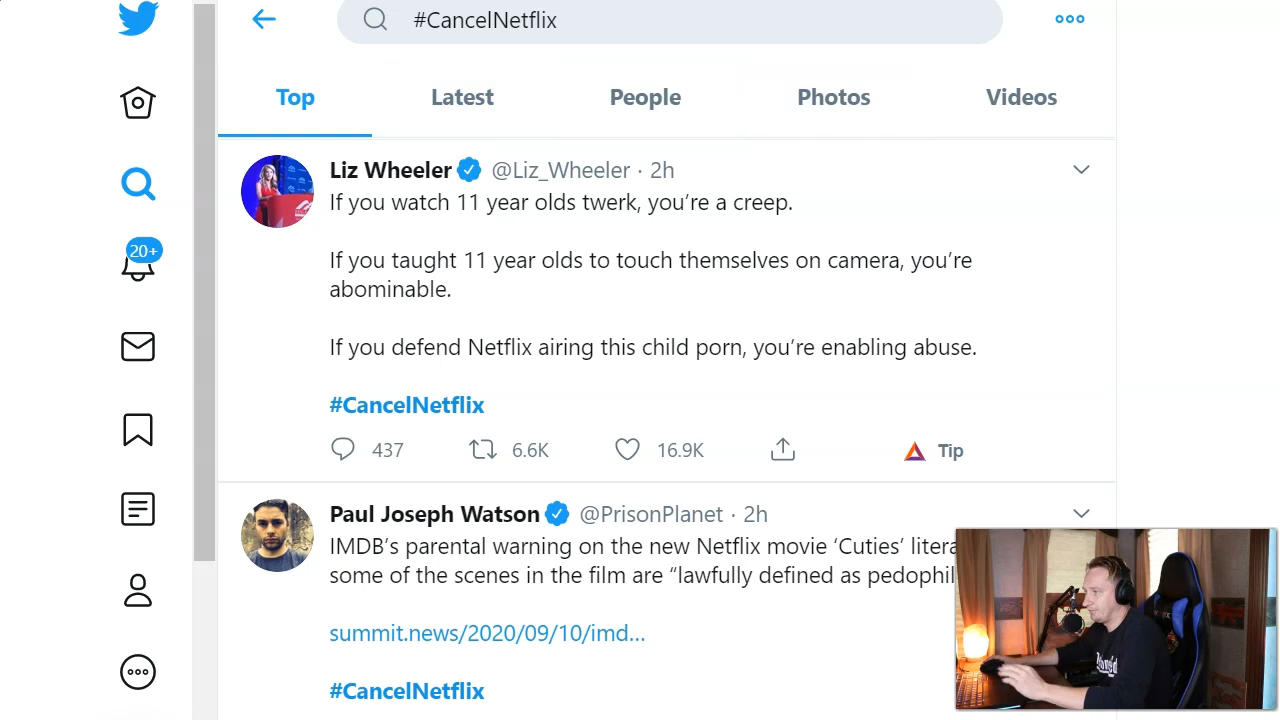 #CancelNetflix
Top Latest People Photos Videos
Liz Wheeler @Liz_Wheeler · 2h
If you watch 11 year olds twerk, you’re a creep.
20+
If you taught 11 year olds to touch themselves on camera, you’re
abominable.
If you defend Netflix airing this child porn, you’re enabling abuse.
#CancelNetflix
437 6.6K 16.9K Tip
Paul Joseph Watson @PrisonPlanet · 2h
IMDB’s parental warning on the new Netflix movie ‘Cuties’ litera
some of the scenes in the film are “lawfully defined as pedophil
summit.news/2020/09/10/imd...
#CancelNetflix